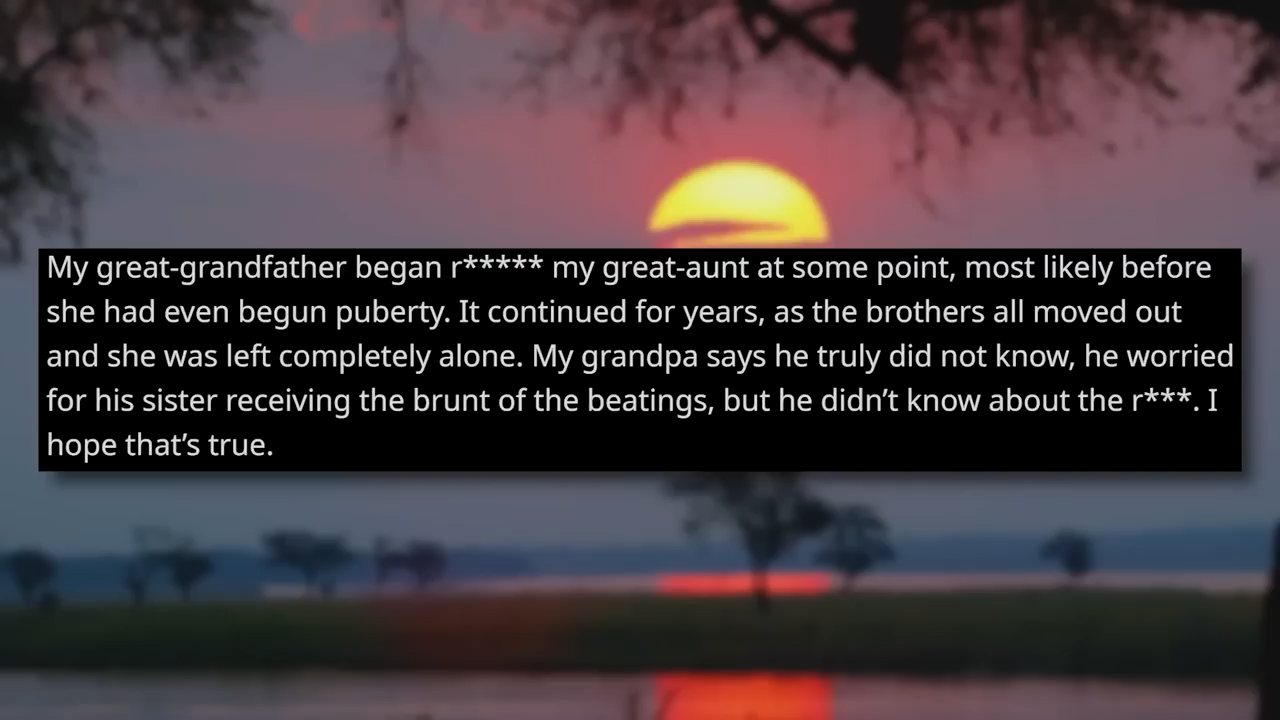 My great-grandfather began r***** my great-aunt at some point, most likely before
she had even begun puberty. It continued for years, as the brothers all moved out
and she was left completely alone. My grandpa says he truly did not know, he worried
for his sister receiving the brunt of the beatings, but he didn’t know about the r***. I
hope that’s true.